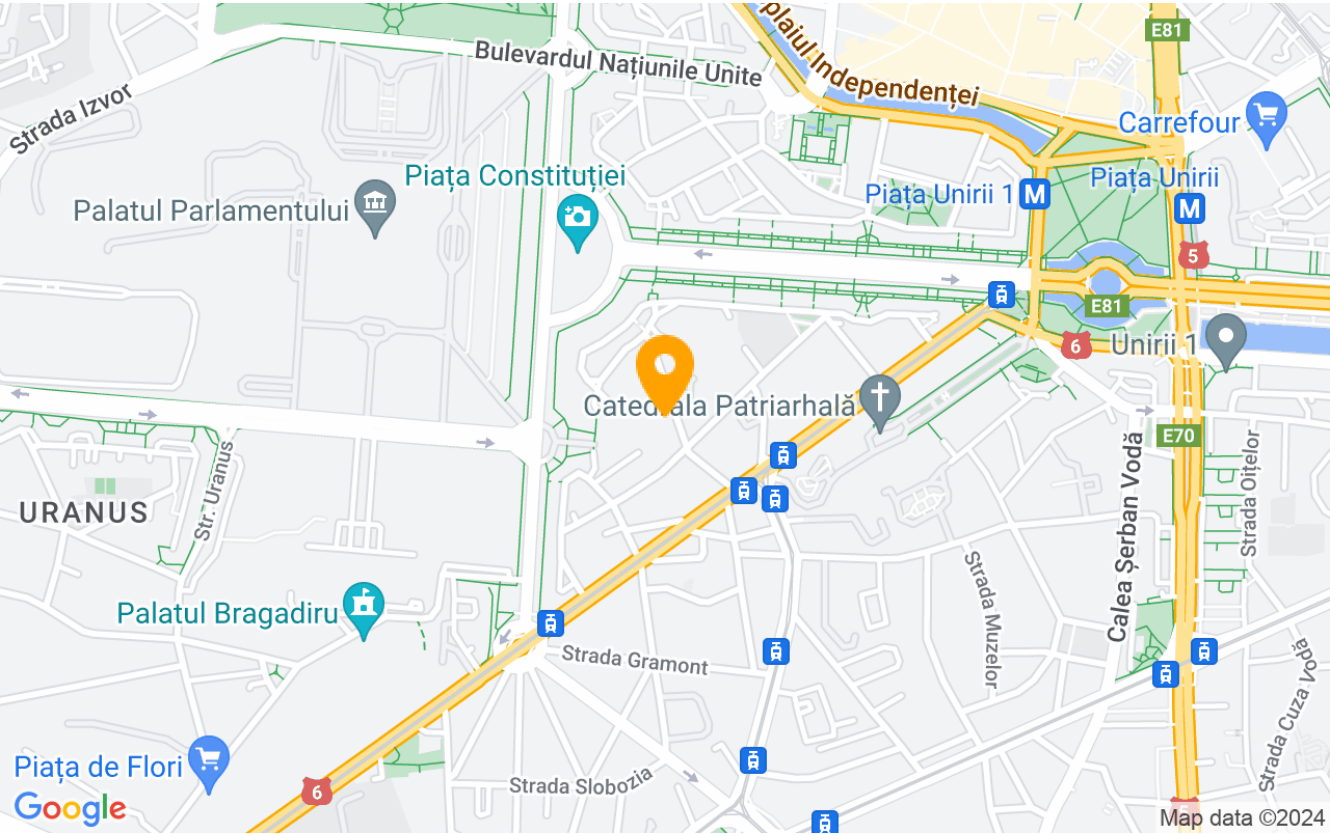 E81
plaiul Independenței
Bulevardul Națiunile Unite
Strada Izvor
Carrefour
Piața Constituției
Piața Unirii
Piața Unirii 1
M
M
Palatul Parlamentului
5
E81
6
Unirii 1
Catedrala Patriarhală
E70
Calea Șerban Vodă
Strada Oițelor
Str. Uranus
URANUS
Strada Muzelor
Palatul Bragadiru
Strada Gramont
Strada Cuza Vodă
Piața de Flori
Strada Slobozia
6
Google
5
Map data ©2024